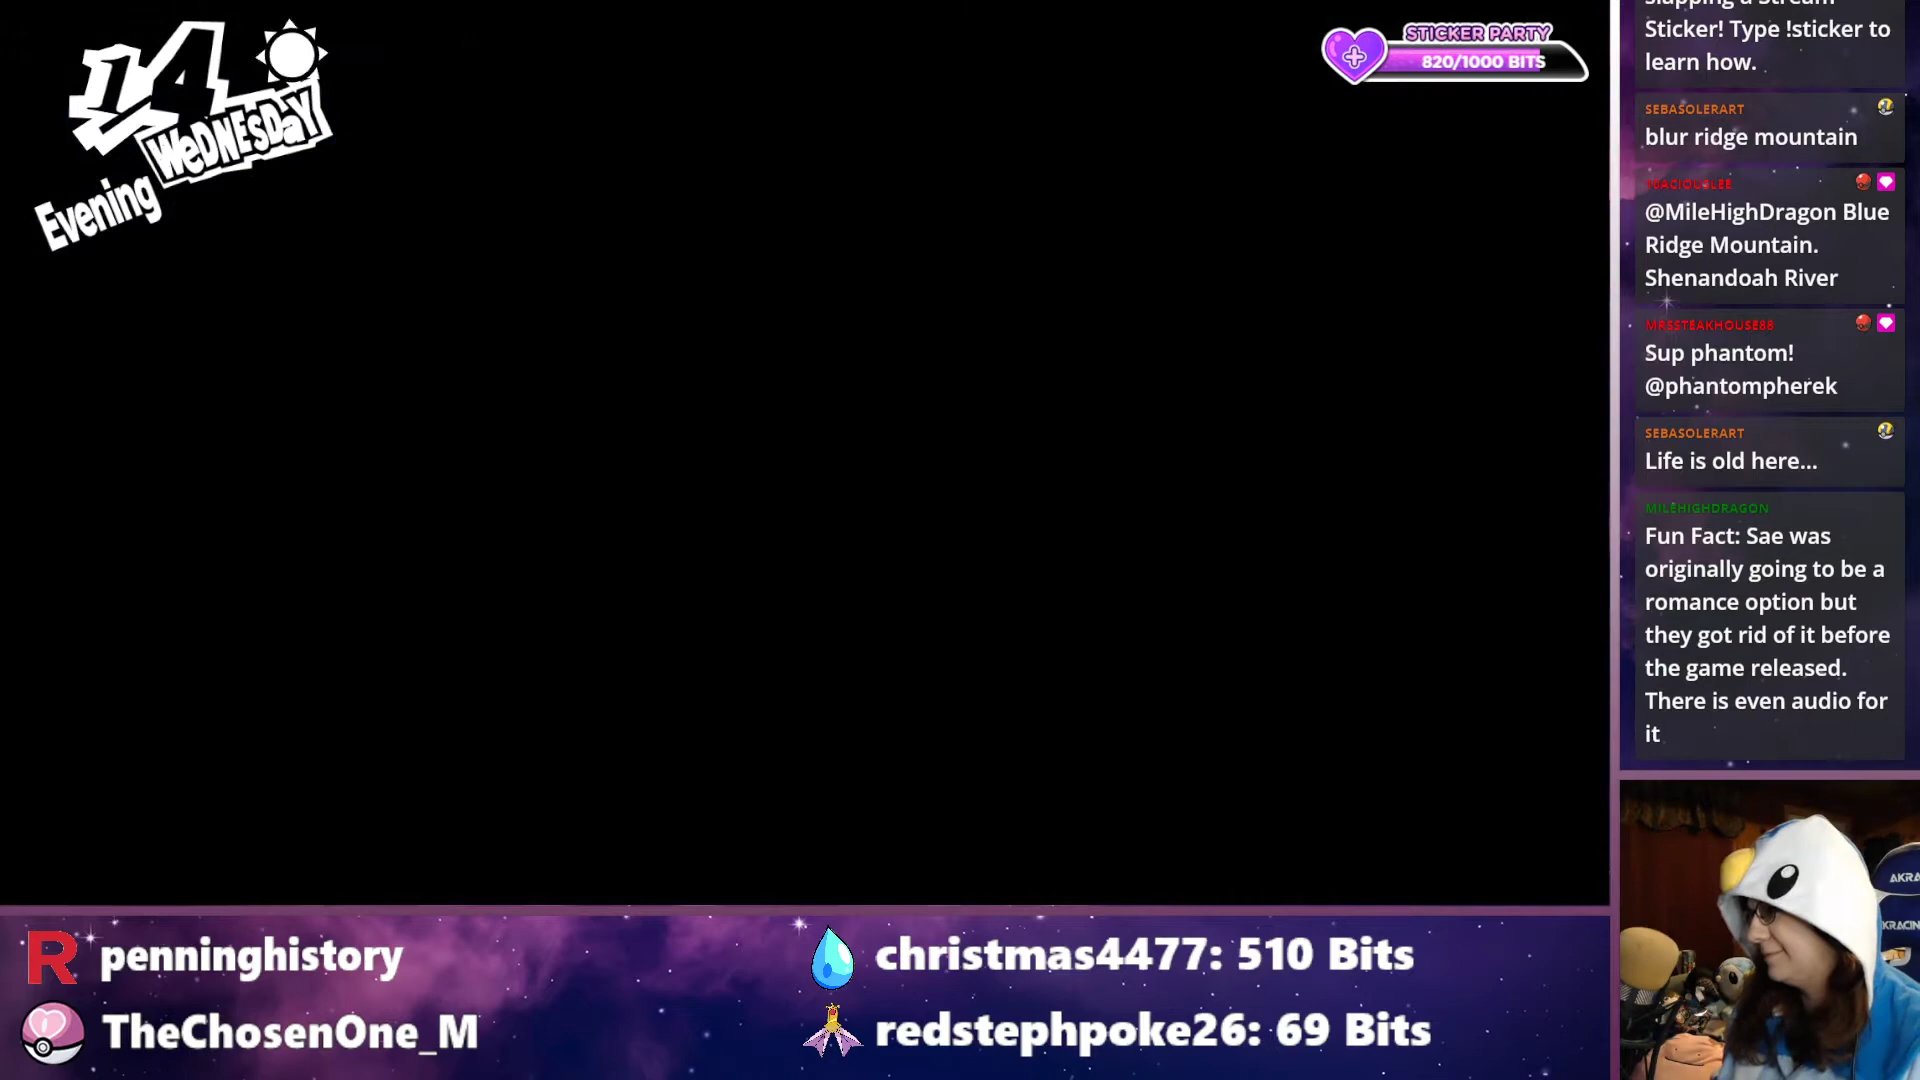 14
WeDNESDaY
Evening
STICKER PARTY
820/1000 BITS
Sticker! Type !sticker to
learn how.
SEBASOLERART
blur ridge mountain
@MileHighDragon Blue
Ridge Mountain.
Shenandoah River
MRSSTEAKHOUSE88
Sup phantom!
@phantompherek
SEBASOLERART
Life is old here...
MILEHIGHDRAGON
Fun Fact: Sae was
originally going to be a
romance option but
they got rid of it before
the game released.
There is even audio for
it
R penninghistory
christmas4477: 510 Bits
TheChosenOne_M
redstephpoke26: 69 Bits
AKRA
KRACIN